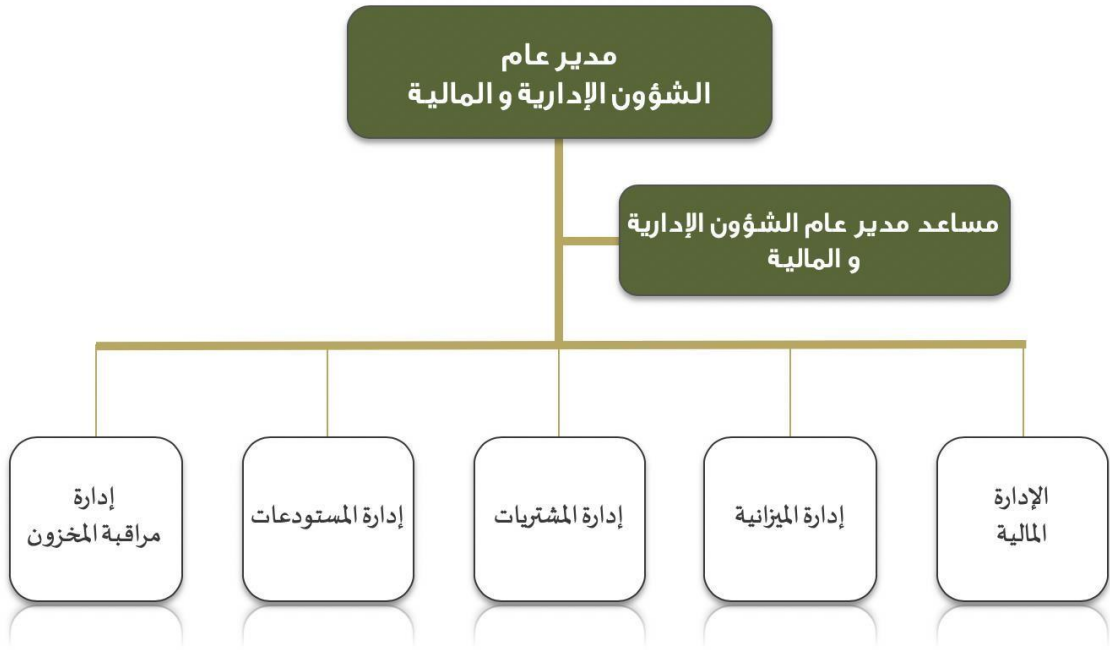 مدير عام
الشؤون الإدارية و المالية
مساعد مدير عام الشؤون الإدارية
و المالية
الإدارة
المالية
إدارة الميزانية
إدارة المشتريات
إدارة المستودعات
إدارة
مراقبة المخزون